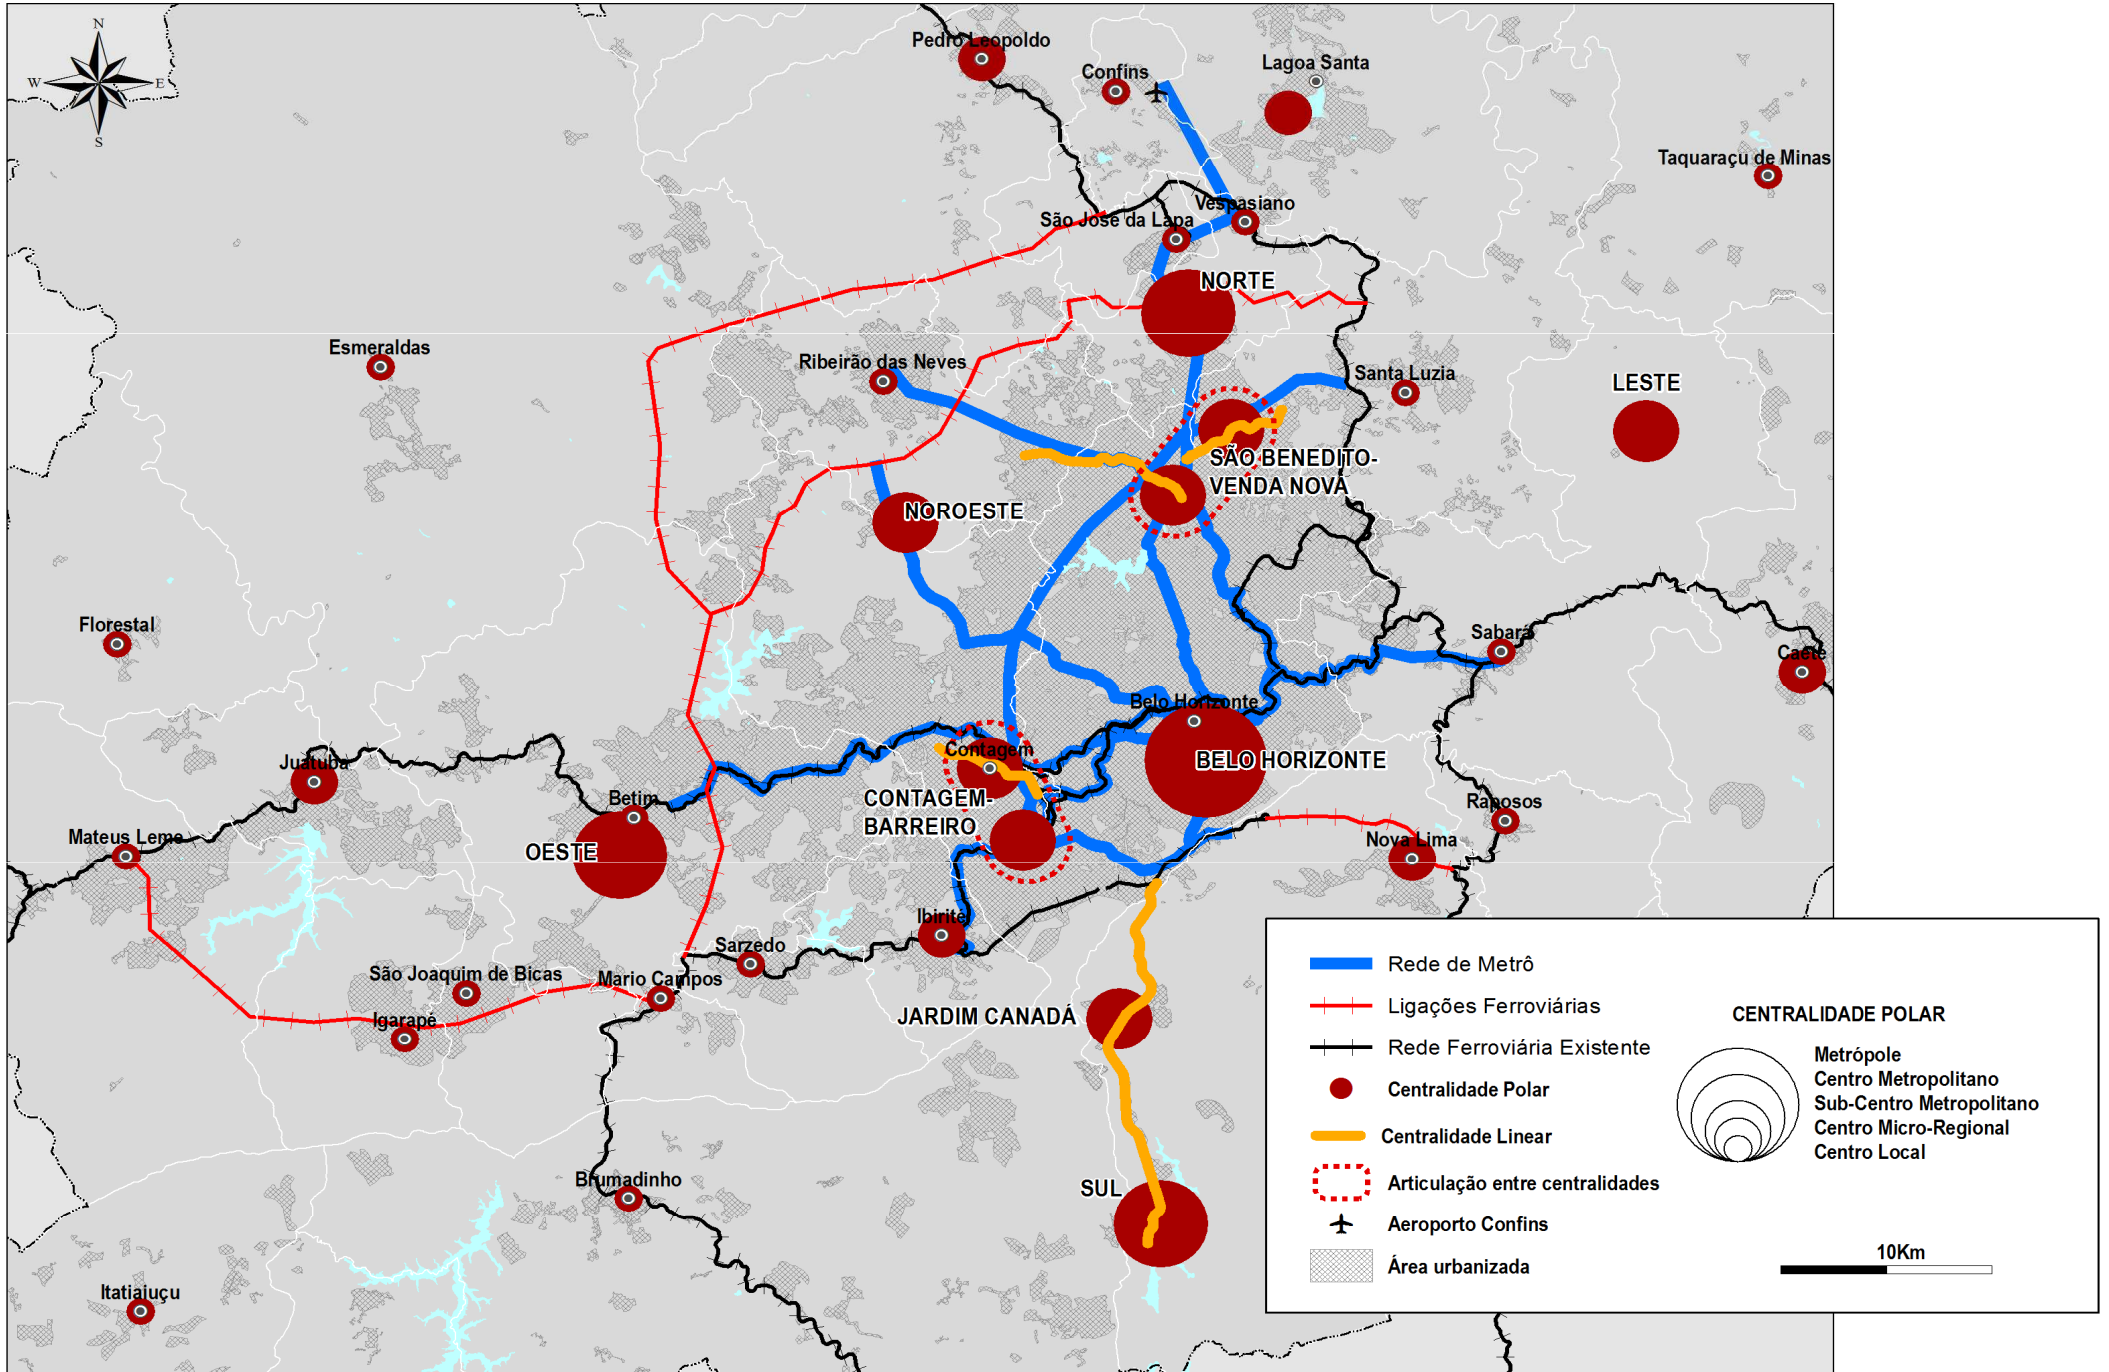 N
W
E
S
Pedro Leopoldo
Confins
Lagoa Santa
Taquaraçu de Minas
Vespasiano
São José da Lapa
NORTE
Esmeraldas
Ribeirão das Neves
Santa Luzia
LESTE
SÃO BENEDITO-
VENDA NOVA
NOROESTE
Florestal
Sabará
Caeté
Belo Horizonte
BELO HORIZONTE
Contagem
CONTAGEM-
BARREIRO
Juatuba
Betim
OESTE
Mateus Leme
Raposos
Nova Lima
Ibirité
Sarzedo
São Joaquim de Bicas
Mario Campos
Igarapé
JARDIM CANADÁ
SUL
Brumadinho
Itatiaiuçu
Rede de Metrô
Ligações Ferroviárias
Rede Ferroviária Existente
Centralidade Polar
Centralidade Linear
Articulação entre centralidades
Aeroporto Confins
Área urbanizada
CENTRALIDADE POLAR
Metrópole
Centro Metropolitano
Sub-Centro Metropolitano
Centro Micro-Regional
Centro Local
10Km